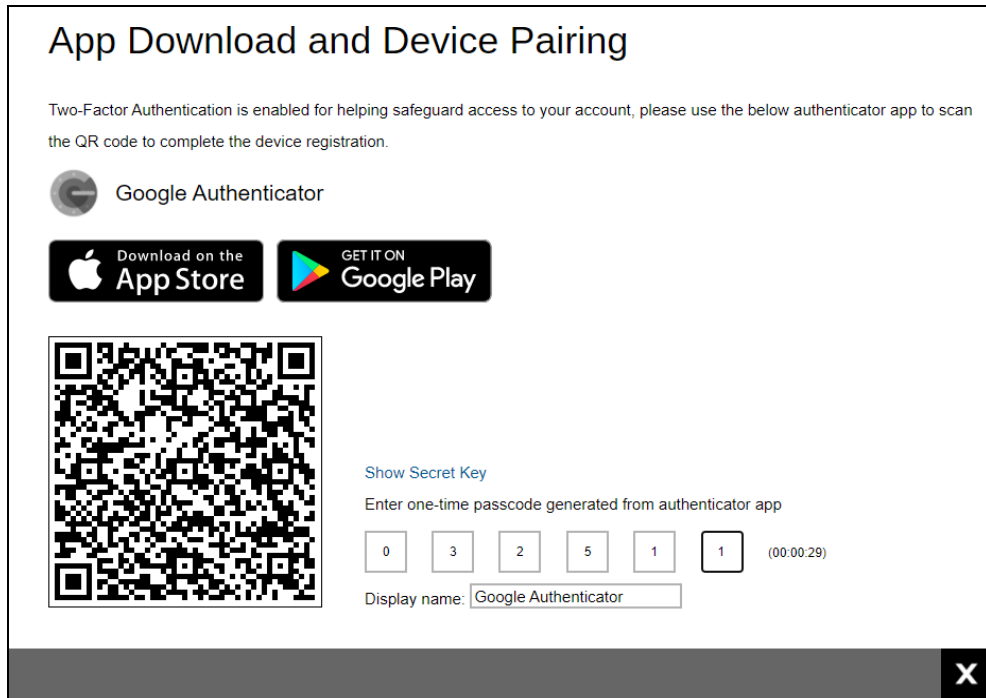 App Download and Device Pairing
Two-Factor Authentication is enabled for helping safeguard access to your account, please use the below authenticator app to scan
the QR code to complete the device registration.
Google Authenticator
Download on the
App Store
GET IT ON
Google Play
Show Secret Key
Enter one-time passcode generated from authenticator app
0 3 2 5 1 1 (00:00:29)
Display name: Google Authenticator
X